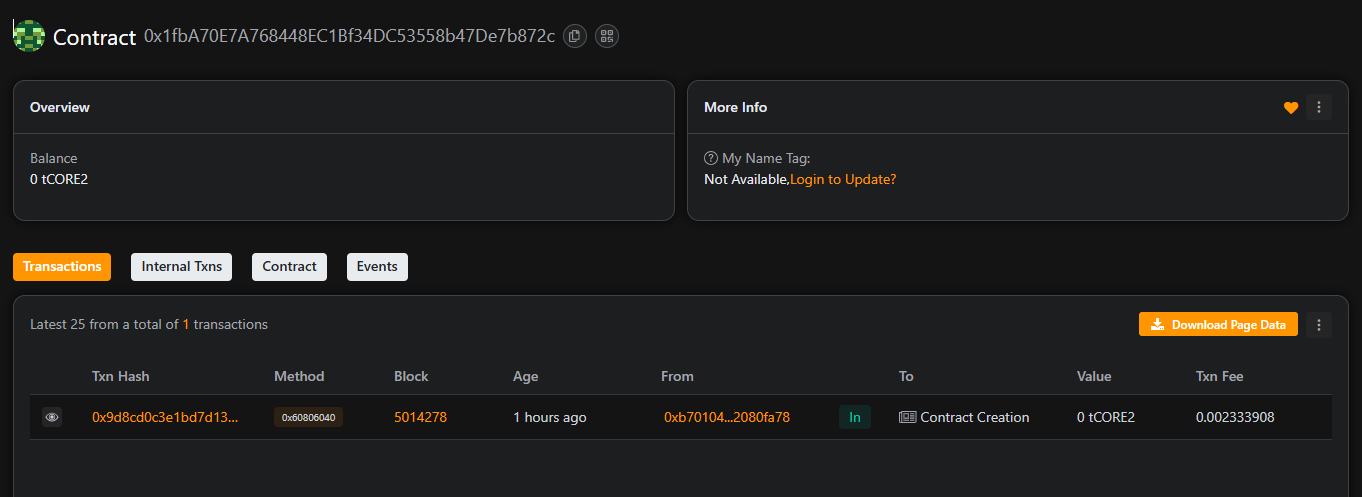 Contract 0x1fbA70E7A768448EC1Bf34DC53558b47De7b872c
Overview
Balance
0 tCORE2
More Info
? My Name Tag:
Not Available,Login to Update?
Transactions Internal Txns Contract Events
Latest 25 from a total of 1 transactions
Download Page Data
Txn Hash Method Block Age From To Value Txn Fee
0x9d8cd0c3e1bd7d13... 0x60806040 5014278 1 hours ago 0xb70104...2080fa78 In Contract Creation 0 tCORE2 0.002333908